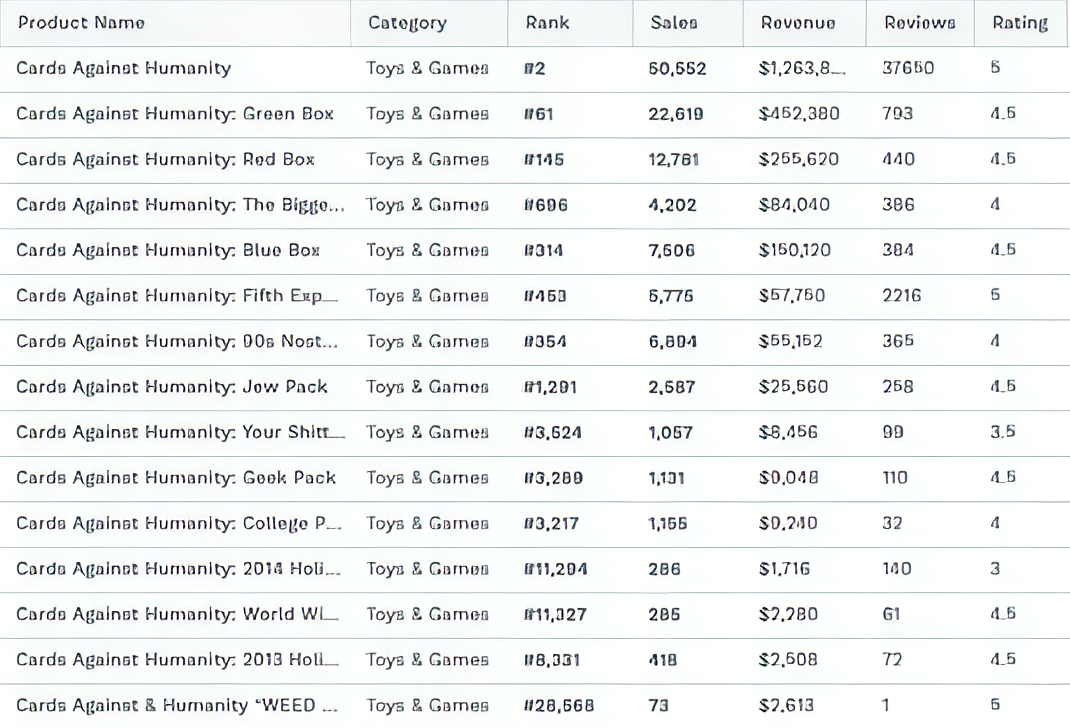 Product Name Category Rank Sales Revenue Reviews Rating
Cards Against Humanity Toys & Games #2 50,552 $1,263,8... 37650 5
Cards Against Humanity: Green Box Toys & Games #61 22,619 $452,380 793 4.5
Cards Against Humanity: Red Box Toys & Games #145 12,781 $255,620 440 4.5
Cards Against Humanity: The Bigge... Toys & Games #696 4,202 $84,040 386 4
Cards Against Humanity: Blue Box Toys & Games #314 7,506 $150,120 384 4.5
Cards Against Humanity: Fifth Exp... Toys & Games #453 5,775 $57,750 2216 5
Cards Against Humanity: 90s Nost... Toys & Games #354 6,894 $55,152 365 4
Cards Against Humanity: Jew Pack Toys & Games #1,291 2,587 258 4.5
Cards Against Humanity: Your Shitt... Toys & Games #3,524 1,057 $8,456 99 3.5
Cards Against Humanity: Geek Pack Toys & Games #3,289 1,131 $9,048 110 4.5
Cards Against Humanity: College P... Toys & Games #3,217 1,155 $9,240 32 4
Cards Against Humanity: 2014 Holi... Toys & Games #11,294 286 $1,716 140 3
Cards Against Humanity: World Wi... Toys & Games #11,327 285 $2,280 61 4.5
Cards Against Humanity: 2013 Holi... Toys & Games #8,331 418 $2,508 72 4.5
Cards Against & Humanity "WEED ... Toys & Games #28,568 73 $2,613 1 5